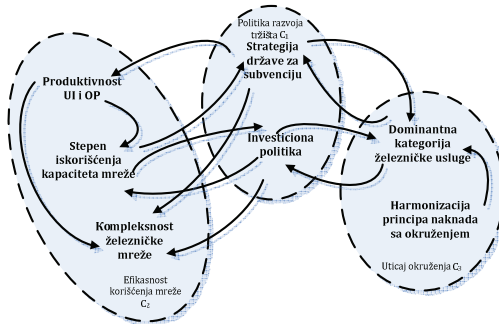 Politika razvoja
tržišta C₁
Strategija
države za
subvenciju
Produktivnost
UI i OP
Stepen
iskorišćenja
kapaciteta mreže
Investiciona
politika
Dominantna
kategorija
železničke usluge
Kompleksnost
železničke
mreže
Harmonizacija
principa naknada
sa okruženjem
Efikasnost
korišćenja mreže
C₂
Uticaj okruženja C₃